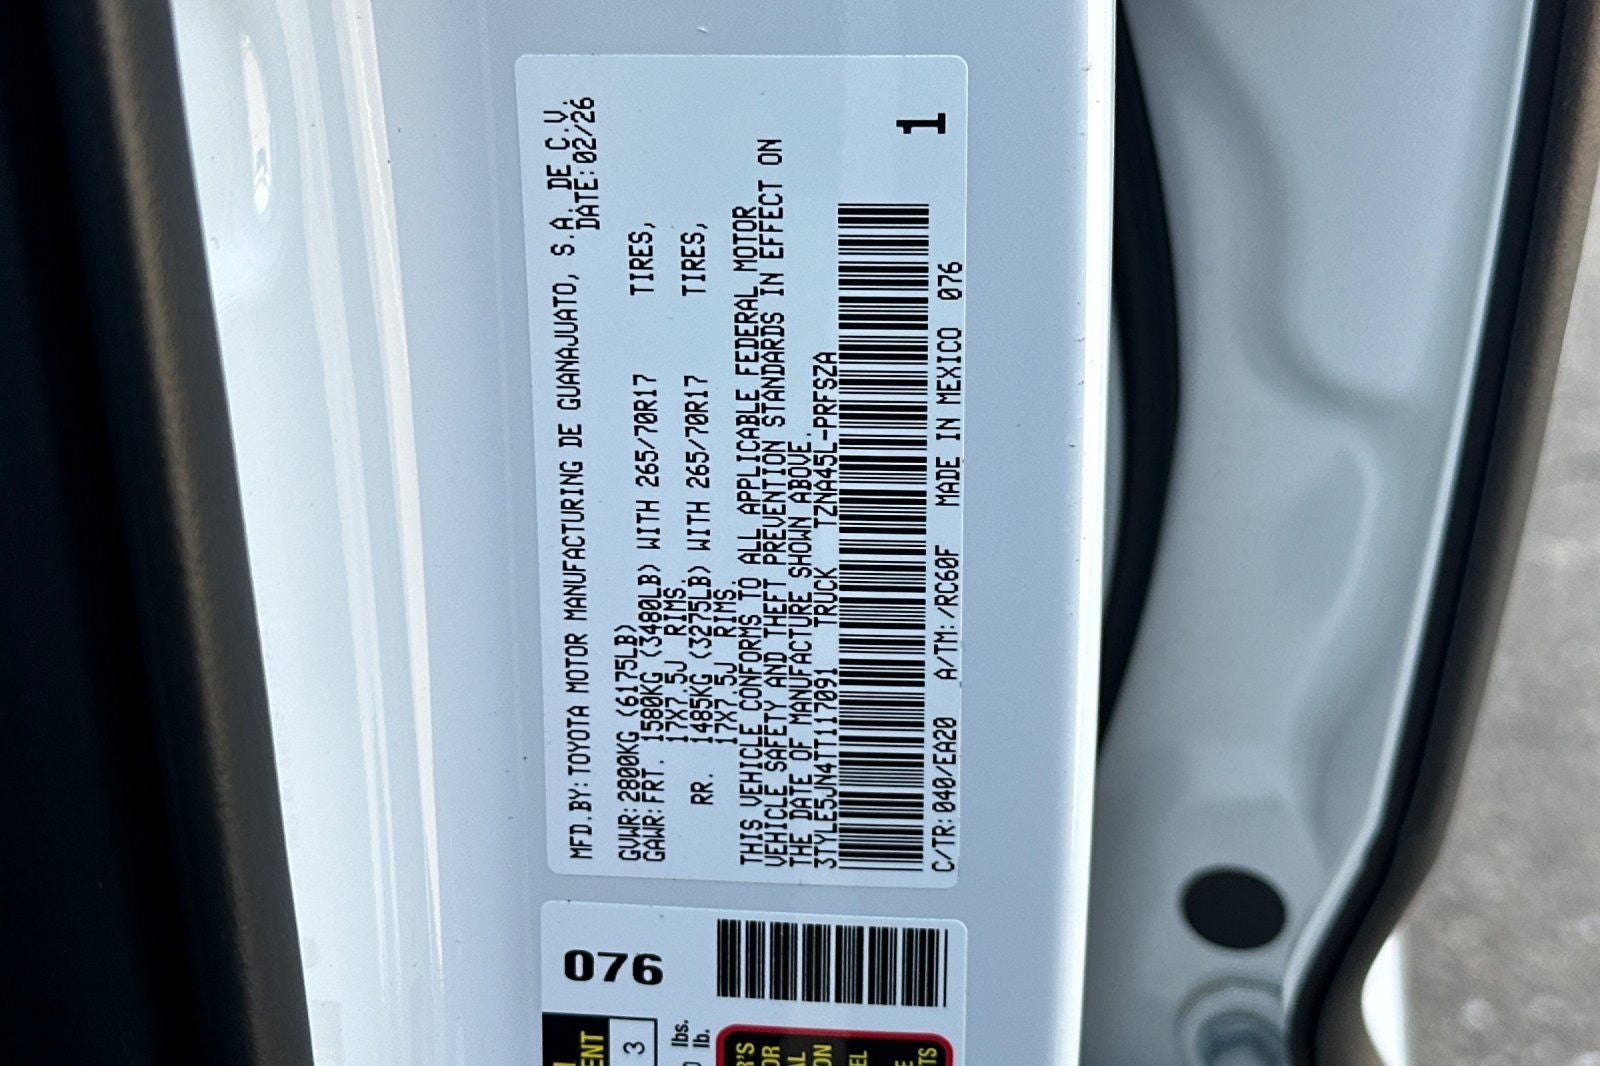 MFD.BY:TOYOTA MOTOR MANUFACTURING DE GUANAJUATO, S.A. DE C.V.
DATE:02/26
GVWR:2800KG (6175LB)
GAWR:FRT. 1580KG (3480LB) WITH 265/70R17 TIRES,
17X7.5J RIMS.
RR. 1485KG (3275LB) WITH 265/70R17 TIRES,
17X7.5J RIMS.
THIS VEHICLE CONFORMS TO ALL APPLICABLE FEDERAL MOTOR
VEHICLE SAFETY AND THEFT PREVENTION STANDARDS IN EFFECT ON
THE DATE OF MANUFACTURE SHOWN ABOVE.
3TYLE5JN4TT117091 TRUCK TZNA45L-PRFSZA
1
C/TR:040/EA20 A/TM:/RC60F MADE IN MEXICO 076
076
3
lbs.
lb.